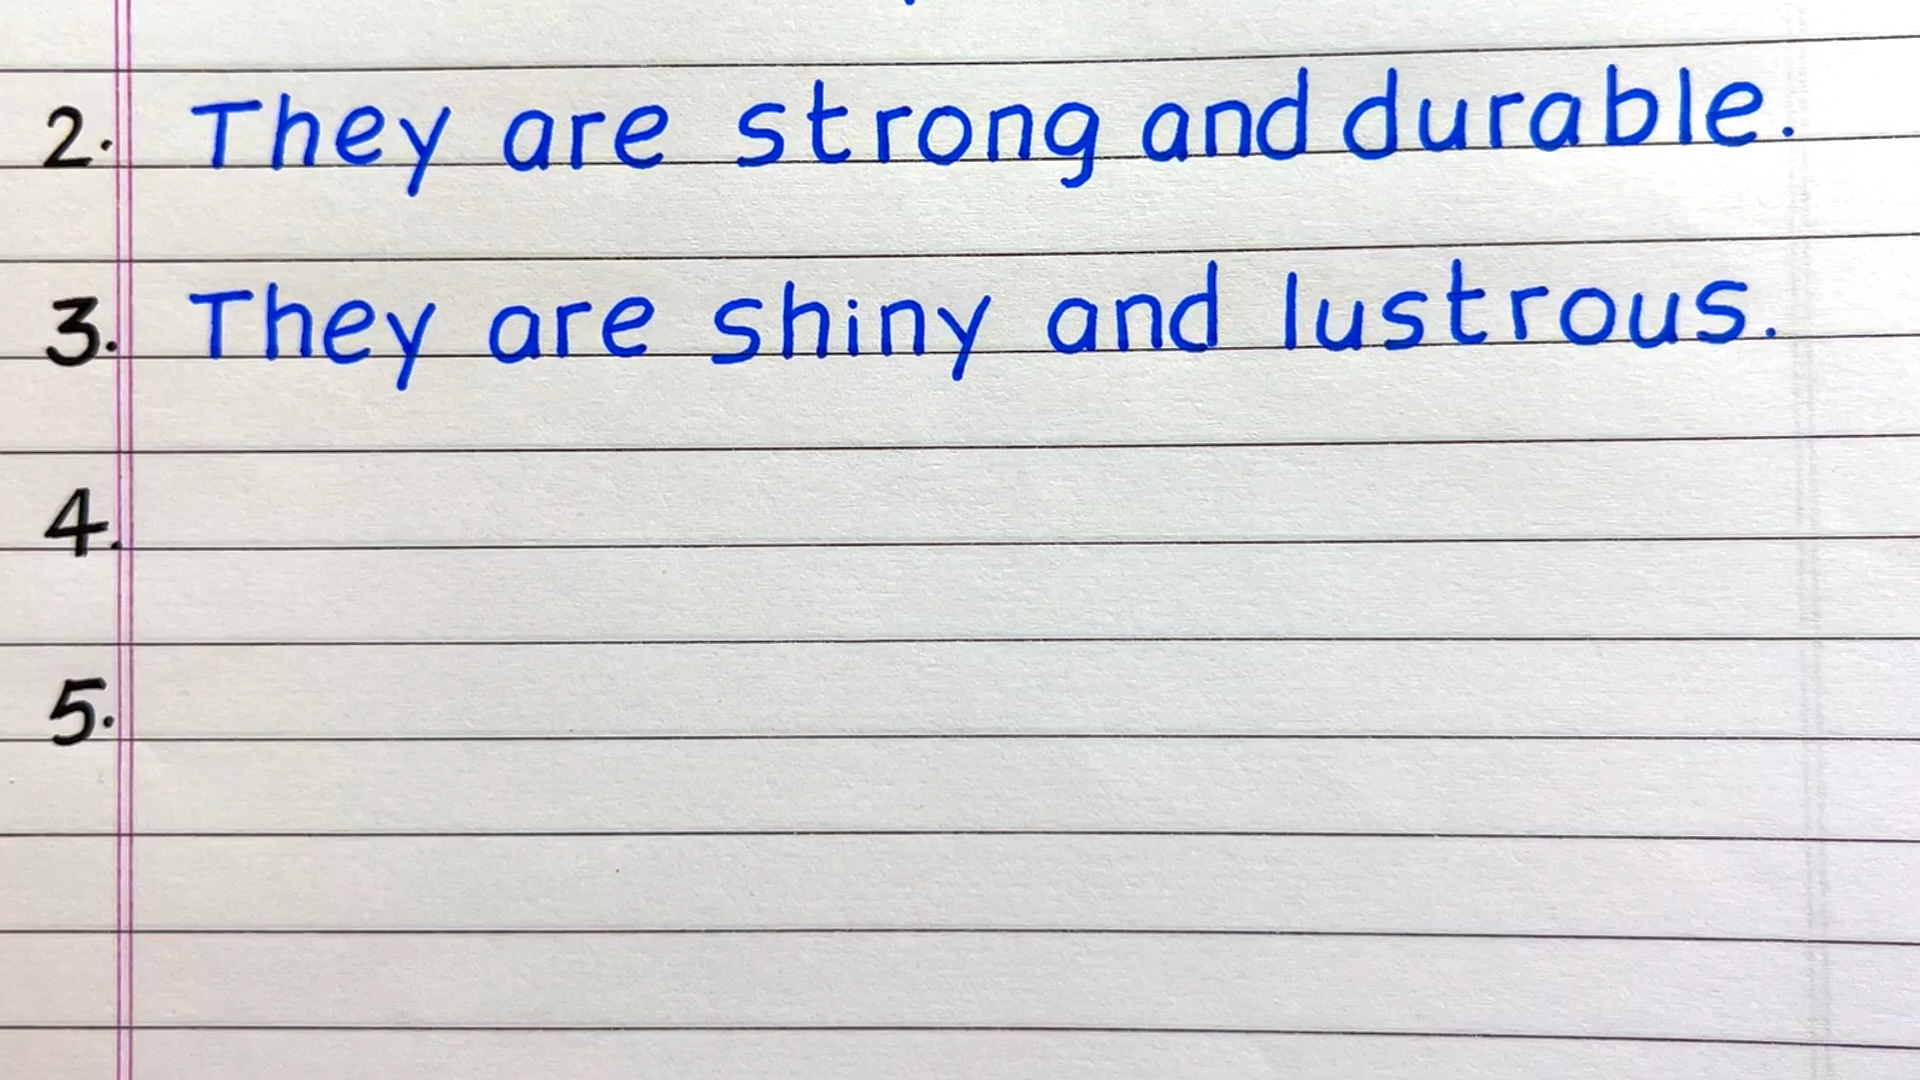 2. They are strong and durable.
3. They are shiny and lustrous.
4.
5.